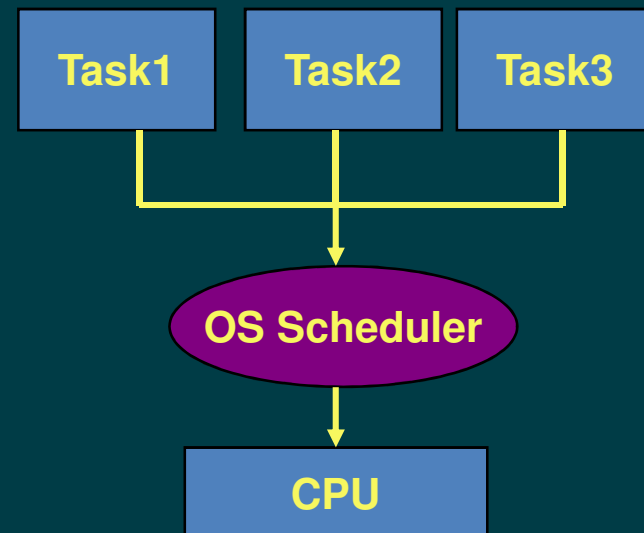 Task1
Task2
Task3
OS Scheduler
CPU